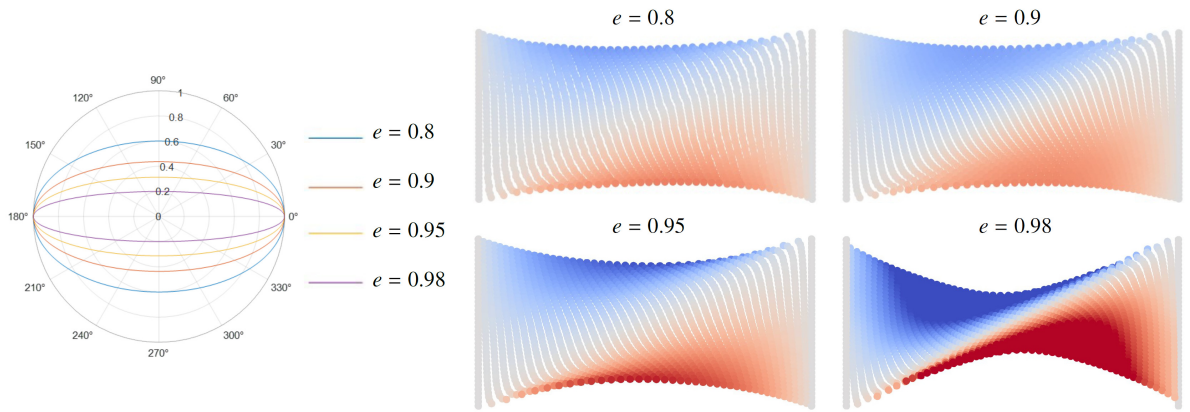 90°
120°
60°
1
0.8
150°
0.6
30°
0.4
0.2
180°
0
0°
210°
330°
240°
300°
270°
e = 0.8
e = 0.9
e = 0.95
e = 0.98
e = 0.8
e = 0.9
e = 0.95
e = 0.98